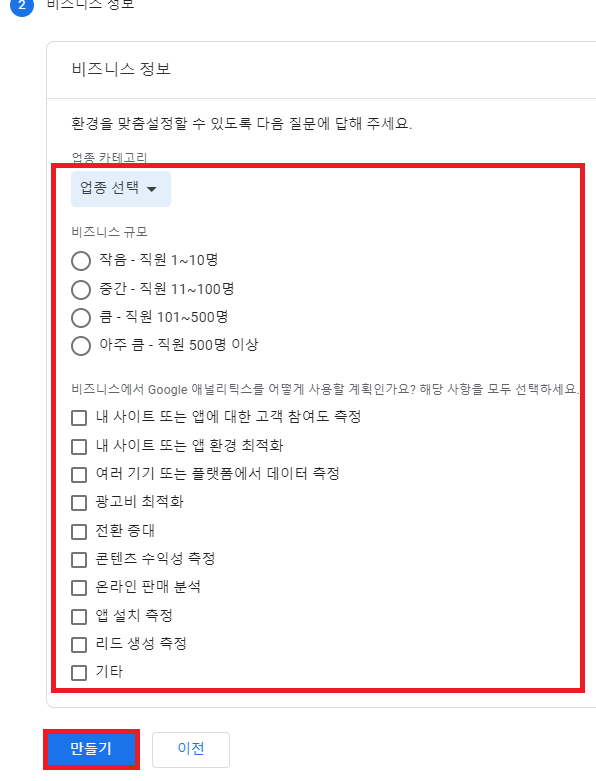 2 비즈니스 정보
비즈니스 정보
환경을 맞춤설정할 수 있도록 다음 질문에 답해 주세요.
업종 카테고리
업종 선택
비즈니스 규모
작음 - 직원 1~10명
중간 - 직원 11~100명
큼 - 직원 101~500명
아주 큼 - 직원 500명 이상
비즈니스에서 Google 애널리틱스를 어떻게 사용할 계획인가요? 해당 사항을 모두 선택하세요.
내 사이트 또는 앱에 대한 고객 참여도 측정
내 사이트 또는 앱 환경 최적화
여러 기기 또는 플랫폼에서 데이터 측정
광고비 최적화
전환 증대
콘텐츠 수익성 측정
온라인 판매 분석
앱 설치 측정
리드 생성 측정
기타
만들기 이전